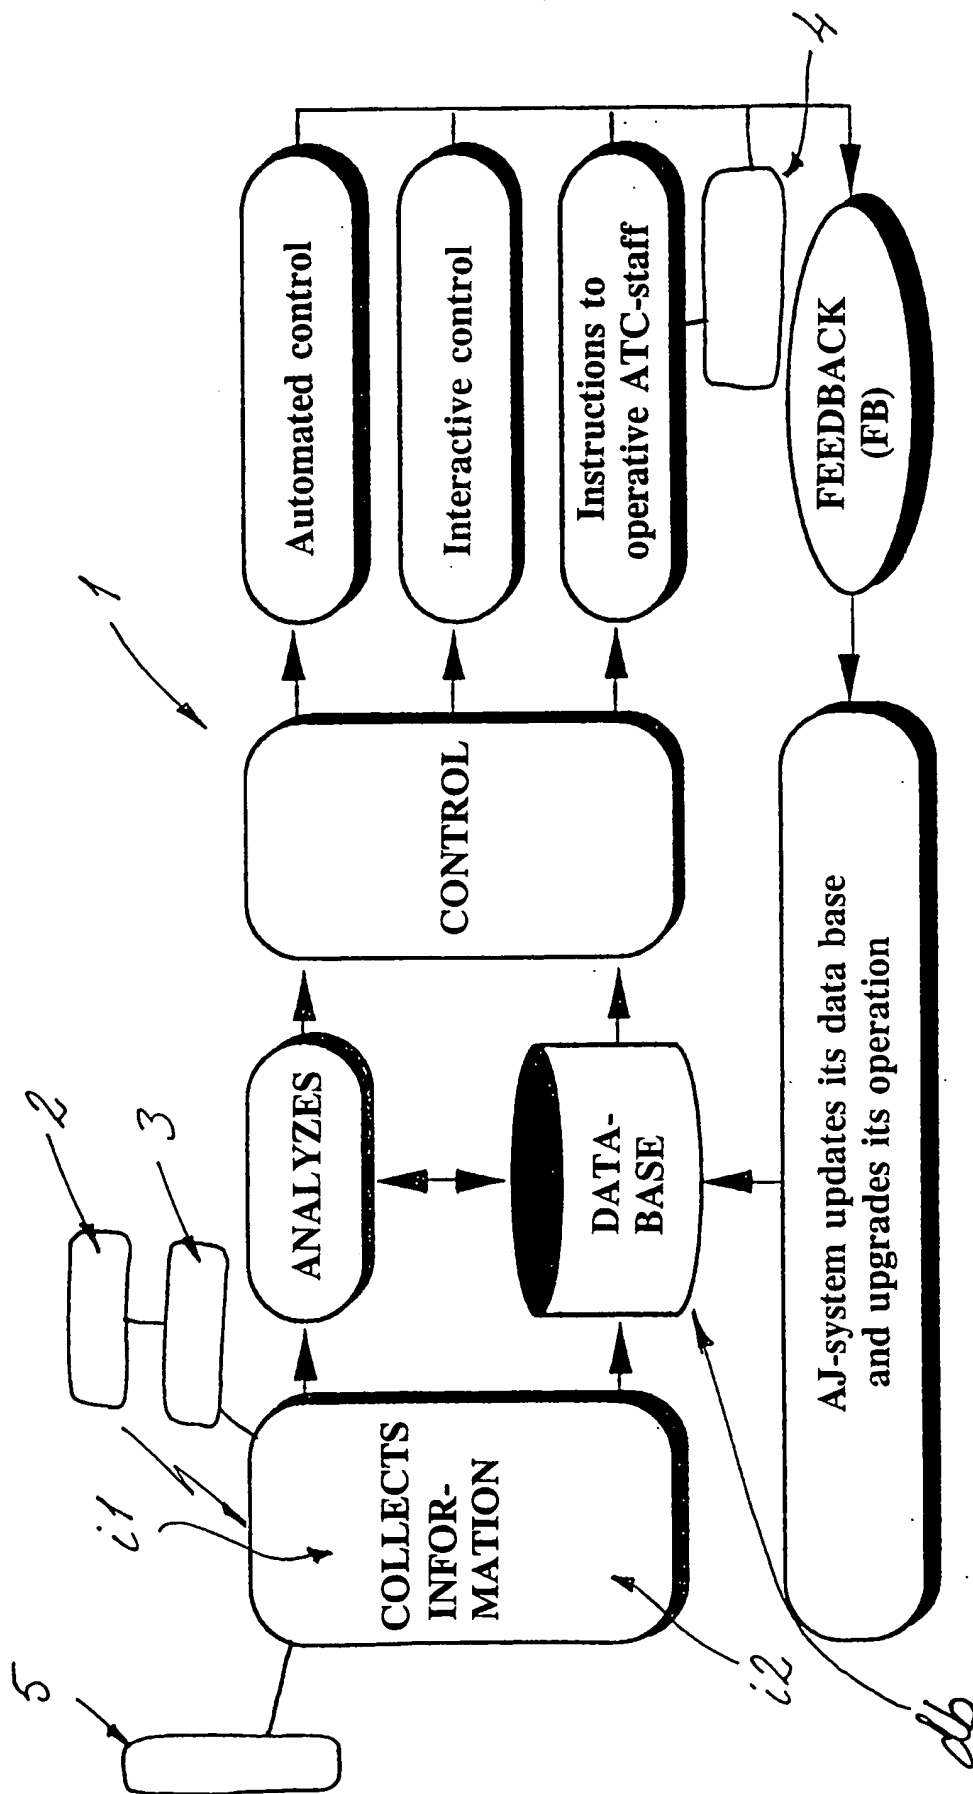 1
2
3
5
i1
COLLECTS
INFOR-
MATION
i2
ANALYZES
DATA-
BASE
db
CONTROL
Automated control
Interactive control
Instructions to
operative ATC-staff
4
FEEDBACK
(FB)
AJ-system updates its data base
and upgrades its operation